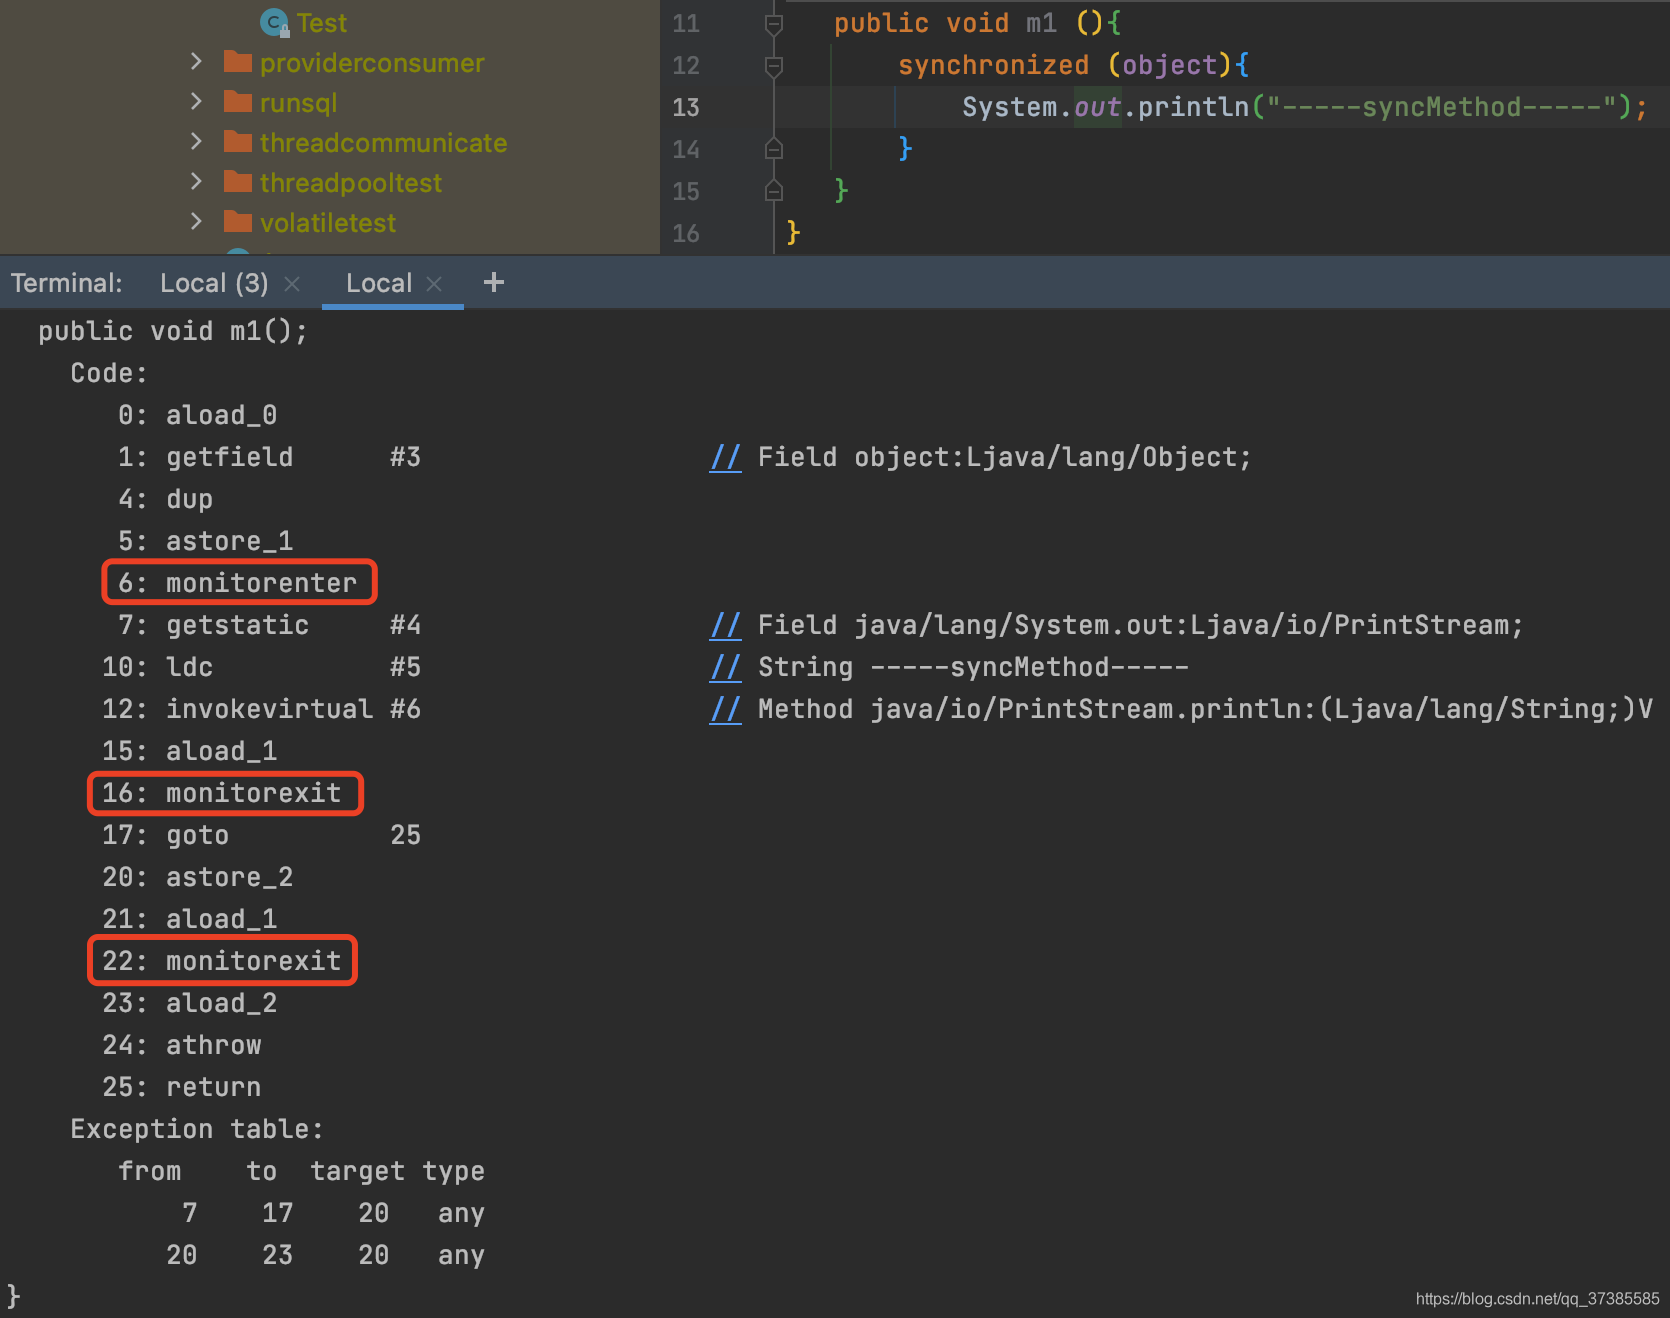 Test
providerconsumer
runsql
threadcommunicate
threadpooltest
volatiletest
11 public void m1 (){
12 synchronized (object){
13 System.out.println("-----syncMethod-----");
14 }
15 }
16 }
Terminal: Local (3) × Local × +
public void m1();
Code:
0: aload_0
1: getfield #3 // Field object:Ljava/lang/Object;
4: dup
5: astore_1
6: monitorenter
7: getstatic #4 // Field java/lang/System.out:Ljava/io/PrintStream;
10: ldc #5 // String -----syncMethod-----
12: invokevirtual #6 // Method java/io/PrintStream.println:(Ljava/lang/String;)V
15: aload_1
16: monitorexit
17: goto 25
20: astore_2
21: aload_1
22: monitorexit
23: aload_2
24: athrow
25: return
Exception table:
from to target type
7 17 20 any
20 23 20 any
}
https://blog.csdn.net/qq_37385585